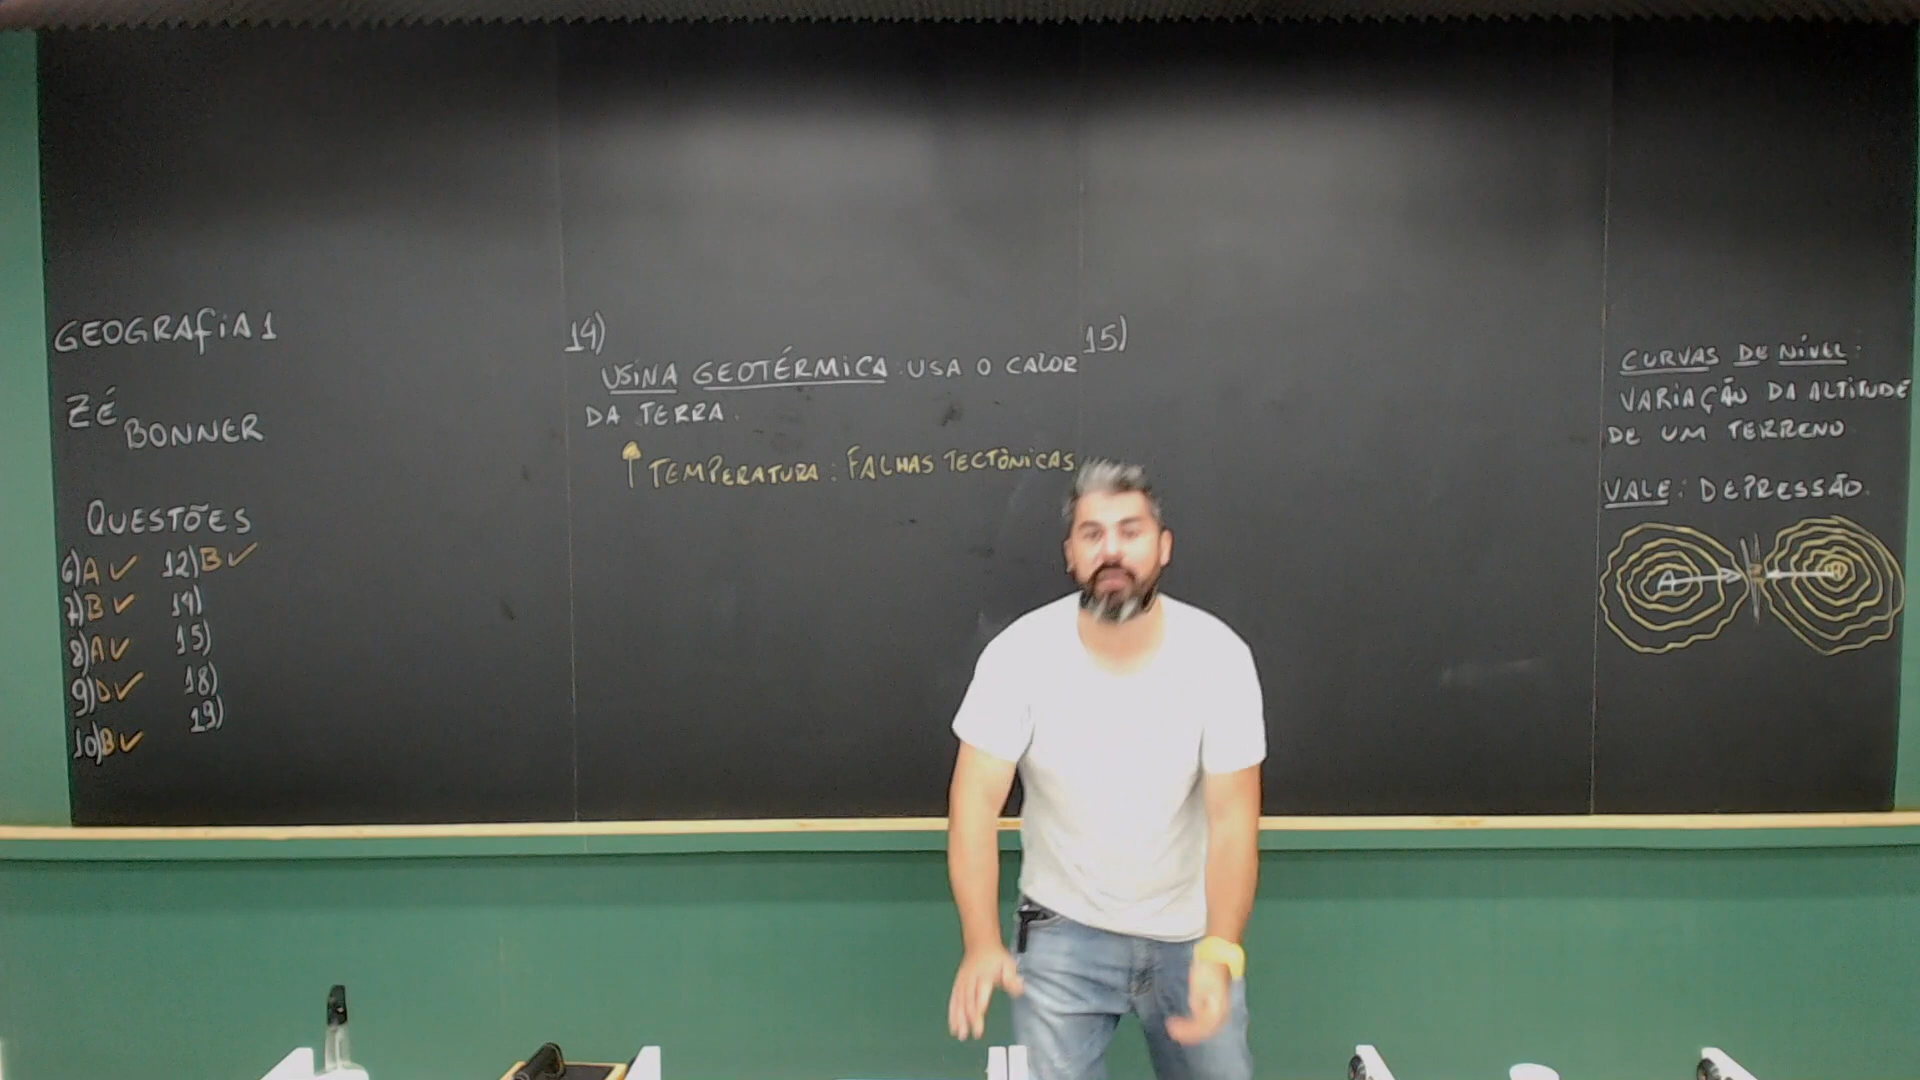 GEOGRAFIA 1
ZÉ
BONNER
QUESTÕES
6) A ✓ 12) B ✓
7) B ✓ 14)
8) A ✓ 15)
9) D ✓ 18)
10) B ✓ 19)
14)
USINA GEOTÉRMICA: USA O CALOR
DA TERRA.
↑ TEMPERATURA: FALHAS TECTÔNICAS
15)
CURVAS DE NÍVEL:
VARIAÇÃO DA ALTITUDE
DE UM TERRENO
VALE: DEPRESSÃO.
A